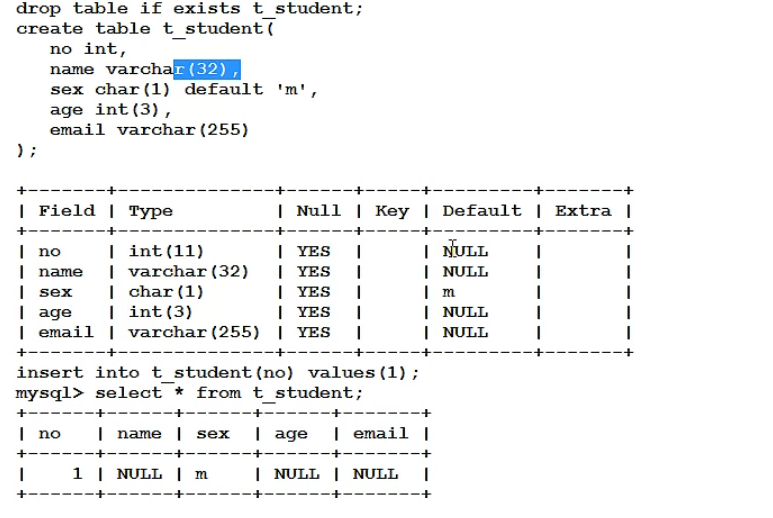 drop table if exists t_student;
create table t_student(
    no int,
    name varchar(32),
    sex char(1) default 'm',
    age int(3),
    email varchar(255)
);
+-------+--------------+------+-----+---------+-------+
| Field | Type         | Null | Key | Default | Extra |
+-------+--------------+------+-----+---------+-------+
| no    | int(11)      | YES  |     | NULL    |       |
| name  | varchar(32)  | YES  |     | NULL    |       |
| sex   | char(1)      | YES  |     | m       |       |
| age   | int(3)       | YES  |     | NULL    |       |
| email | varchar(255) | YES  |     | NULL    |       |
+-------+--------------+------+-----+---------+-------+
insert into t_student(no) values(1);
mysql> select * from t_student;
+------+------+------+------+-------+
| no   | name | sex  | age  | email |
+------+------+------+------+-------+
|    1 | NULL | m    | NULL | NULL  |
+------+------+------+------+-------+